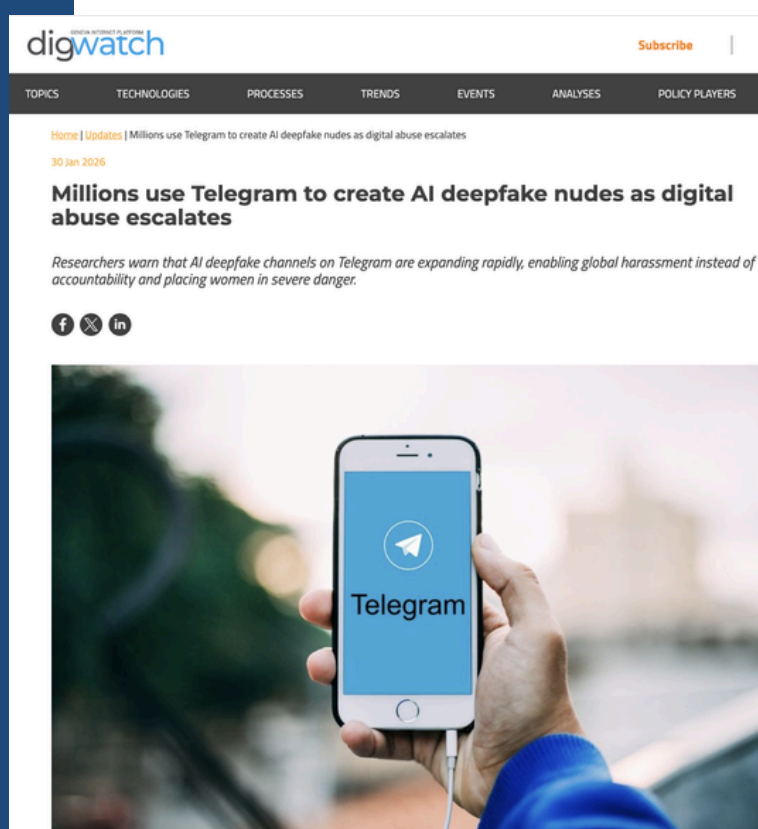 GENEVA INTERNET PLATFORM
digwatch
Subscribe
TOPICS TECHNOLOGIES PROCESSES TRENDS EVENTS ANALYSES POLICY PLAYERS
Home | Updates | Millions use Telegram to create AI deepfake nudes as digital abuse escalates
30 Jan 2026
Millions use Telegram to create AI deepfake nudes as digital
abuse escalates
Researchers warn that AI deepfake channels on Telegram are expanding rapidly, enabling global harassment instead of
accountability and placing women in severe danger.
f X in
Telegram